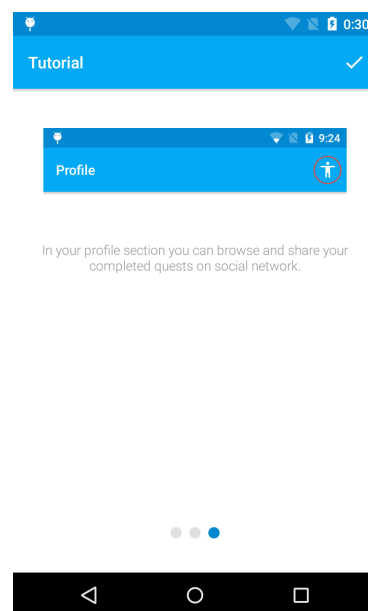 0:30
Tutorial
9:24
Profile
In your profile section you can browse and share your
completed quests on social network.